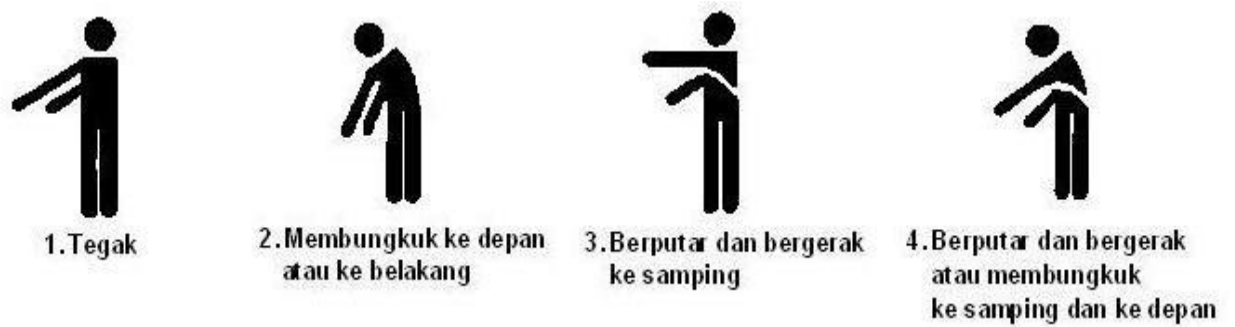 1.Tegak
2.Membungkuk ke depan
atau ke belakang
3.Berputar dan bergerak
ke samping
4.Berputar dan bergerak
atau membungkuk
ke samping dan ke depan